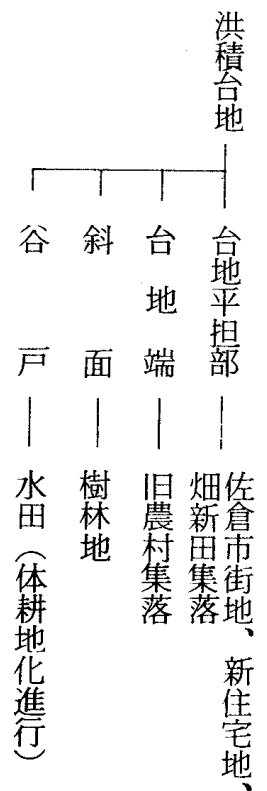 洪積台地
台地平担部
佐倉市街地、新住宅地、
畑新田集落
台地端
旧農村集落
斜面
樹林地
谷戸
水田（体耕地化進行）